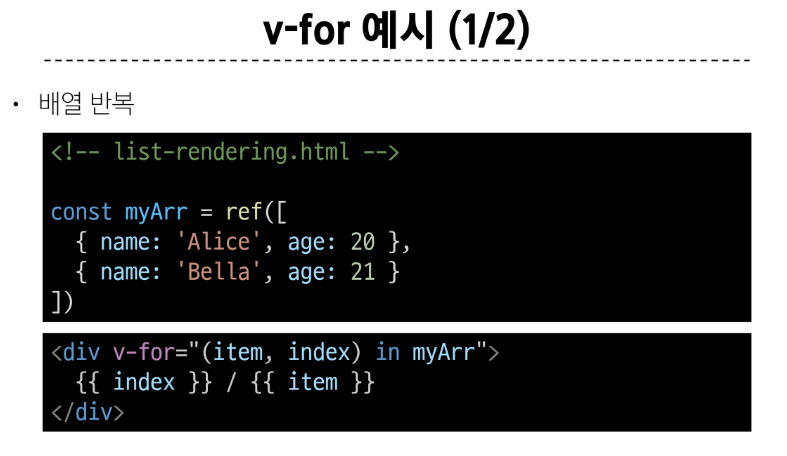 v-for 예시 (1/2)
• 배열 반복
<!-- list-rendering.html -->
const myArr = ref([
  { name: 'Alice', age: 20 },
  { name: 'Bella', age: 21 }
])
<div v-for="(item, index) in myArr">
  {{ index }} / {{ item }}
</div>